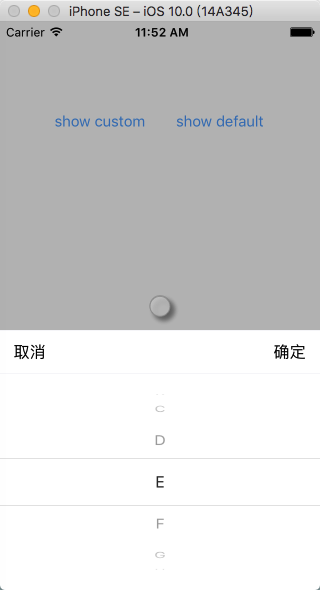 iPhone SE – iOS 10.0 (14A345)
Carrier 11:52 AM
show custom show default
取消 确定
C
D
E
F
G